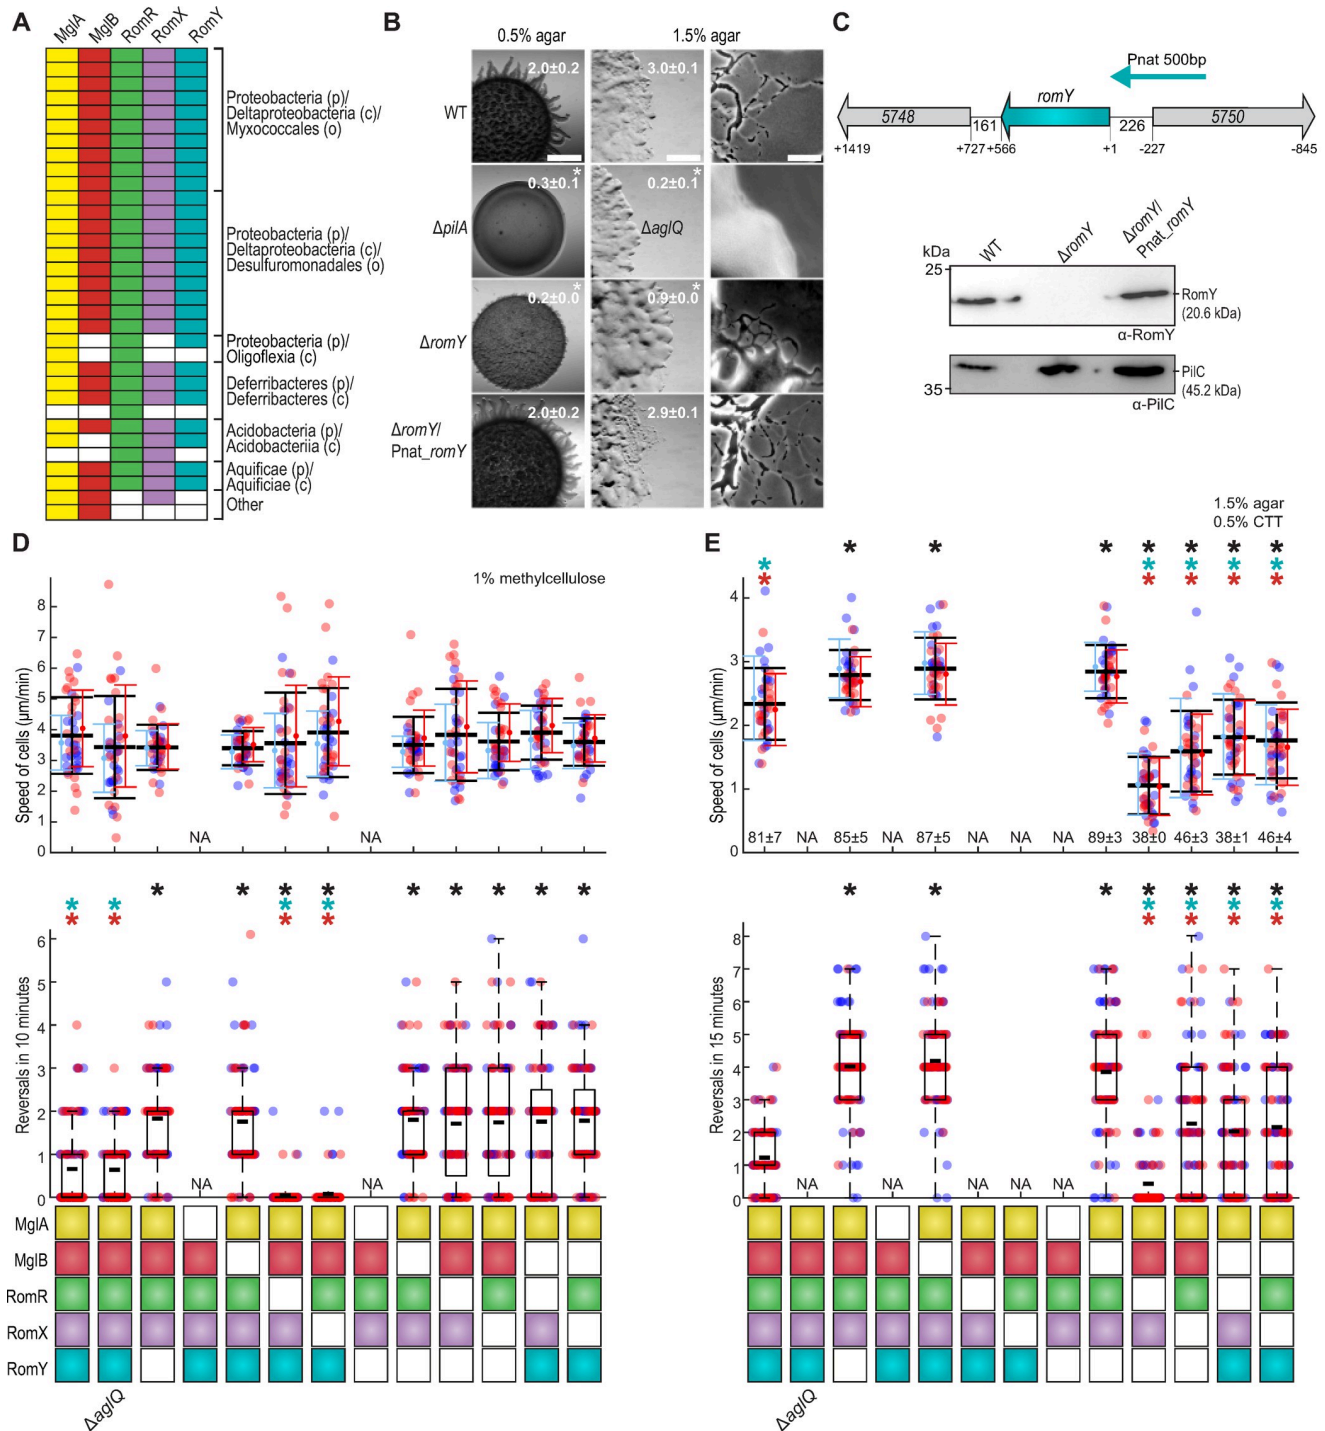 A
MglA
MglB
RomR
RomX
RomY
Proteobacteria (p)/
Deltaproteobacteria (c)/
Myxococcales (o)
Proteobacteria (p)/
Deltaproteobacteria (c)/
Desulfuromonadales (o)
Proteobacteria (p)/
Oligoflexia (c)
Deferribacteres (p)/
Deferribacteres (c)
Acidobacteria (p)/
Acidobacteriia (c)
Aquificae (p)/
Aquificiae (c)
Other
B
0.5% agar
1.5% agar
WT
2.0±0.2
3.0±0.1
ΔpilA
*
0.3±0.1
*
0.2±0.1
ΔaglQ
ΔromY
*
0.2±0.0
*
0.9±0.0
ΔromY/
Pnat_romY
2.0±0.2
2.9±0.1
C
Pnat 500bp
romY
5748
161
226
5750
+1419
+727
+566
+1
-227
-845
WT
ΔromY
ΔromY/
Pnat_romY
kDa
25
RomY
(20.6 kDa)
α-RomY
PilC
(45.2 kDa)
35
α-PilC
D
1% methylcellulose
Speed of cells (µm/min)
8
7
6
5
4
3
2
1
0
NA
NA
* * * * * * * * * *
* * * *
* * * *
Reversals in 10 minutes
6
5
4
3
2
1
0
NA
NA
MglA
MglB
RomR
RomX
RomY
ΔaglQ
E
1.5% agar
0.5% CTT
* * * * * * *
* * * * *
* * * * *
Speed of cells (µm/min)
4
3
2
1
0
81±7 NA 85±5 NA 87±5 NA NA NA 89±3 38±0 46±3 38±1 46±4
* * * * * * *
* * * *
* * * *
Reversals in 15 minutes
8
7
6
5
4
3
2
1
0
NA NA NA NA NA
ΔaglQ